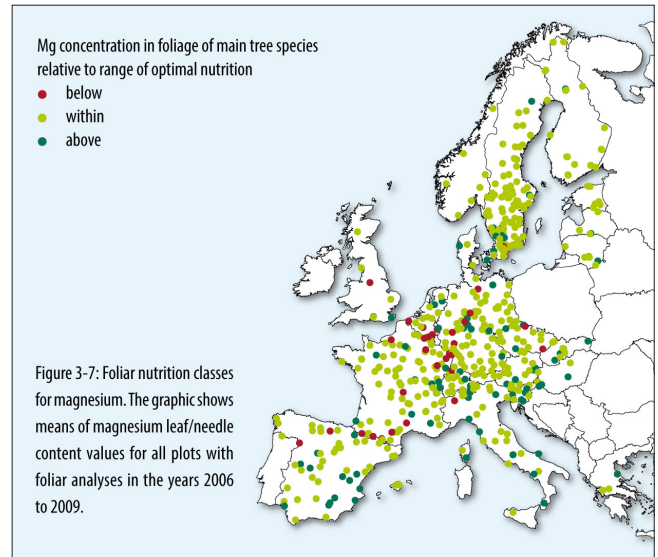 Mg concentration in foliage of main tree species
relative to range of optimal nutrition
below
within
above
Figure 3-7: Foliar nutrition classes
for magnesium. The graphic shows
means of magnesium leaf/needle
content values for all plots with
foliar analyses in the years 2006
to 2009.